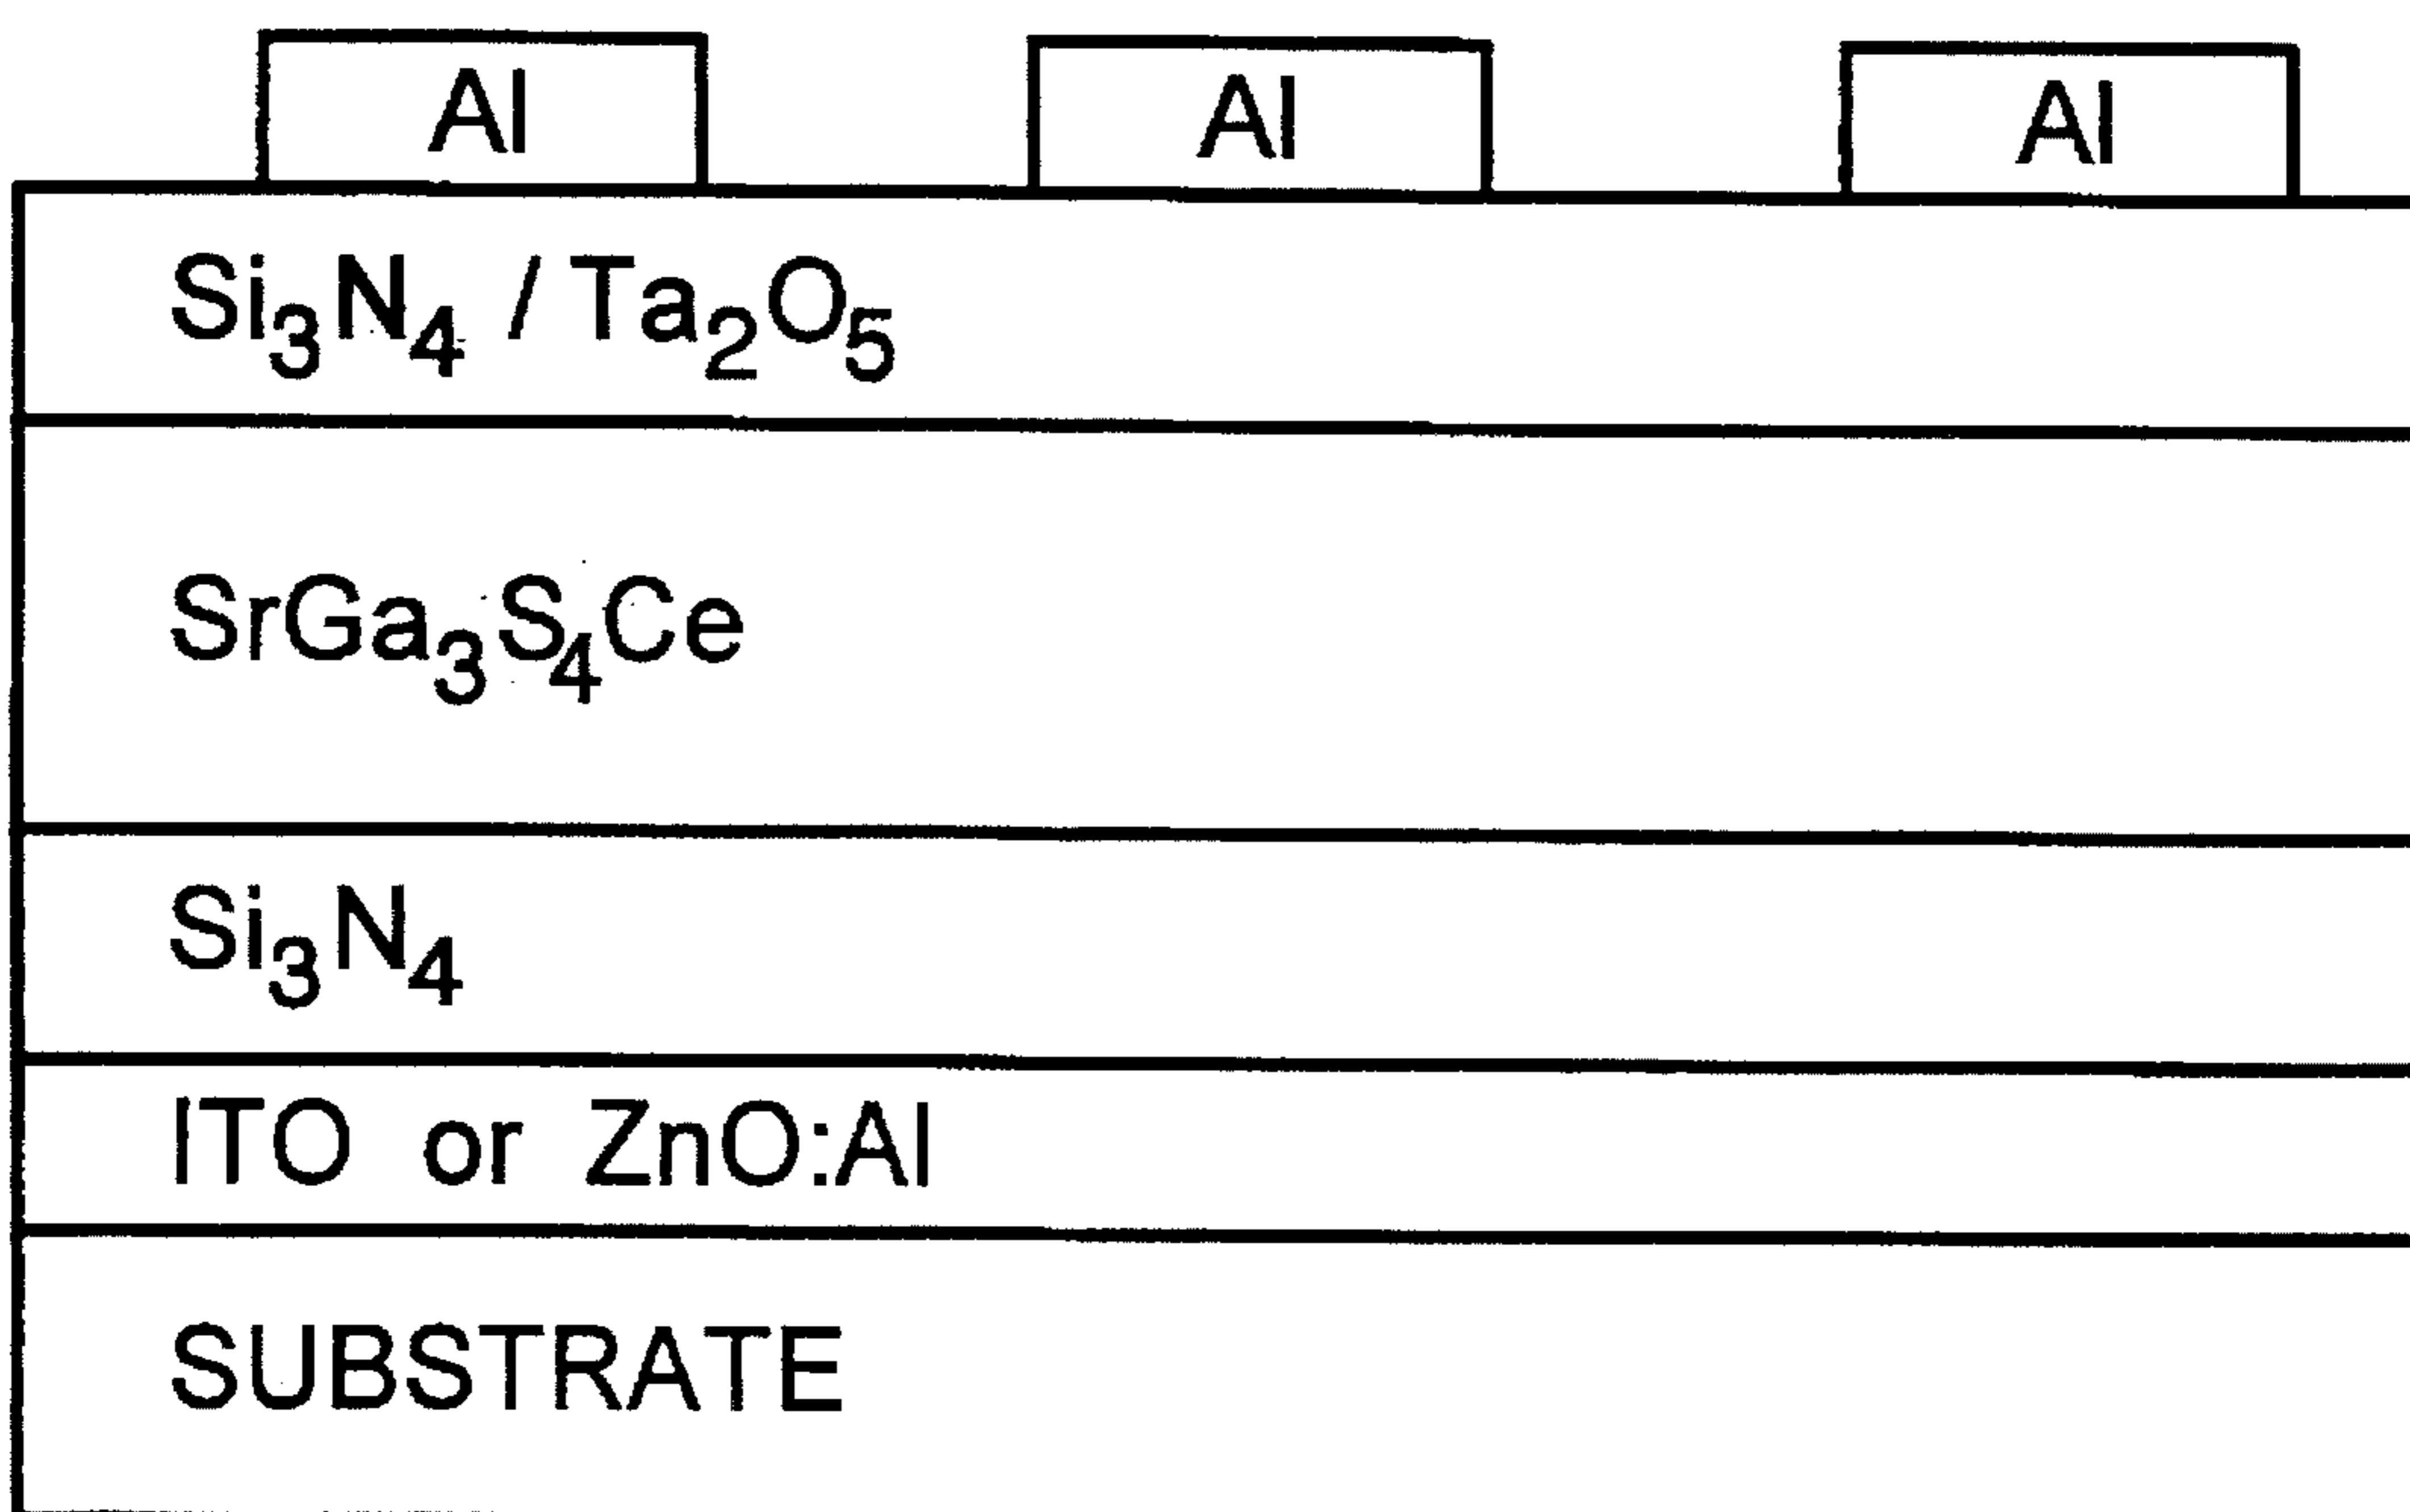 Al Al Al
Si₃N₄ / Ta₂O₅
SrGa₃S₄Ce
Si₃N₄
ITO or ZnO:Al
SUBSTRATE